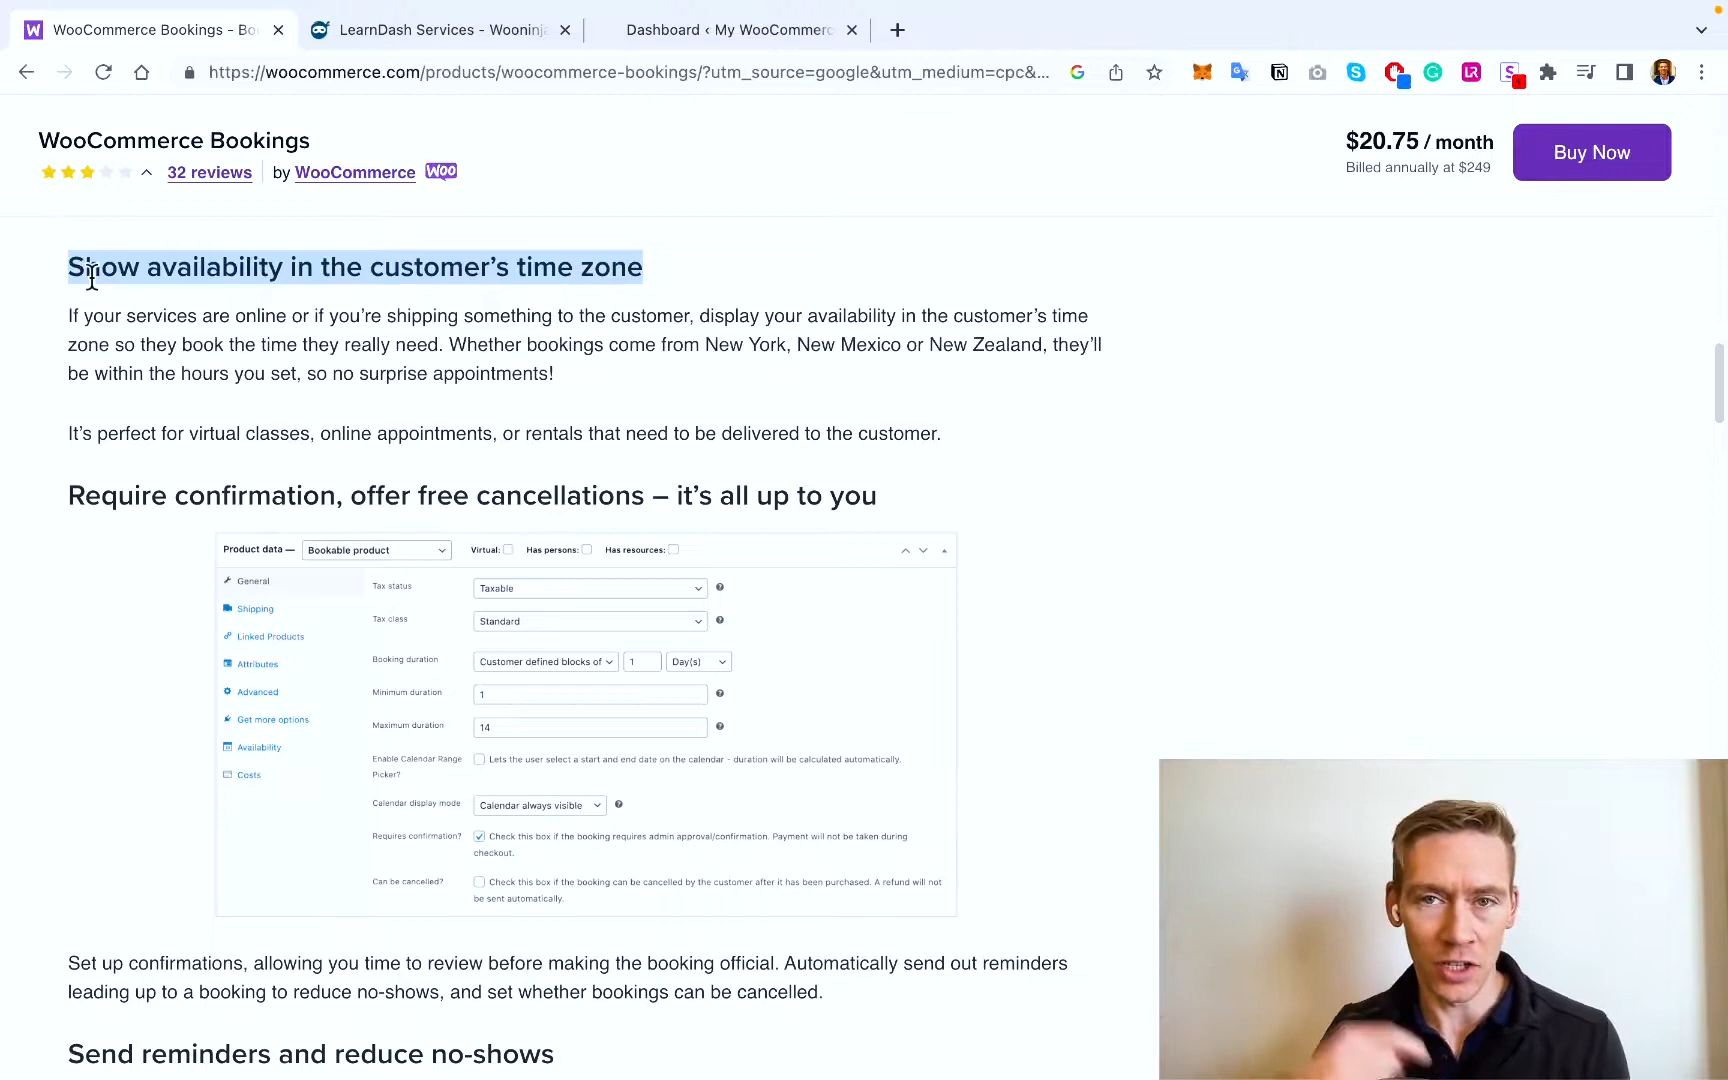 WooCommerce Bookings - Bo
LearnDash Services - Wooninja
Dashboard ‹ My WooCommerc
https://woocommerce.com/products/woocommerce-bookings/?utm_source=google&utm_medium=cpc&...
WooCommerce Bookings
32 reviews
by WooCommerce WOO
$20.75 / month
Billed annually at $249
Buy Now
Show availability in the customer’s time zone
If your services are online or if you’re shipping something to the customer, display your availability in the customer’s time
zone so they book the time they really need. Whether bookings come from New York, New Mexico or New Zealand, they’ll
be within the hours you set, so no surprise appointments!
It’s perfect for virtual classes, online appointments, or rentals that need to be delivered to the customer.
Require confirmation, offer free cancellations – it’s all up to you
Product data — Bookable product Virtual: Has persons: Has resources:
General
Shipping
Linked Products
Attributes
Advanced
Get more options
Availability
Costs
Tax status Taxable
Tax class Standard
Booking duration Customer defined blocks of 1 Day(s)
Minimum duration 1
Maximum duration 14
Enable Calendar Range
Picker?
Lets the user select a start and end date on the calendar - duration will be calculated automatically.
Calendar display mode Calendar always visible
Requires confirmation? Check this box if the booking requires admin approval/confirmation. Payment will not be taken during
checkout.
Can be cancelled? Check this box if the booking can be cancelled by the customer after it has been purchased. A refund will not
be sent automatically.
Set up confirmations, allowing you time to review before making the booking official. Automatically send out reminders
leading up to a booking to reduce no-shows, and set whether bookings can be cancelled.
Send reminders and reduce no-shows